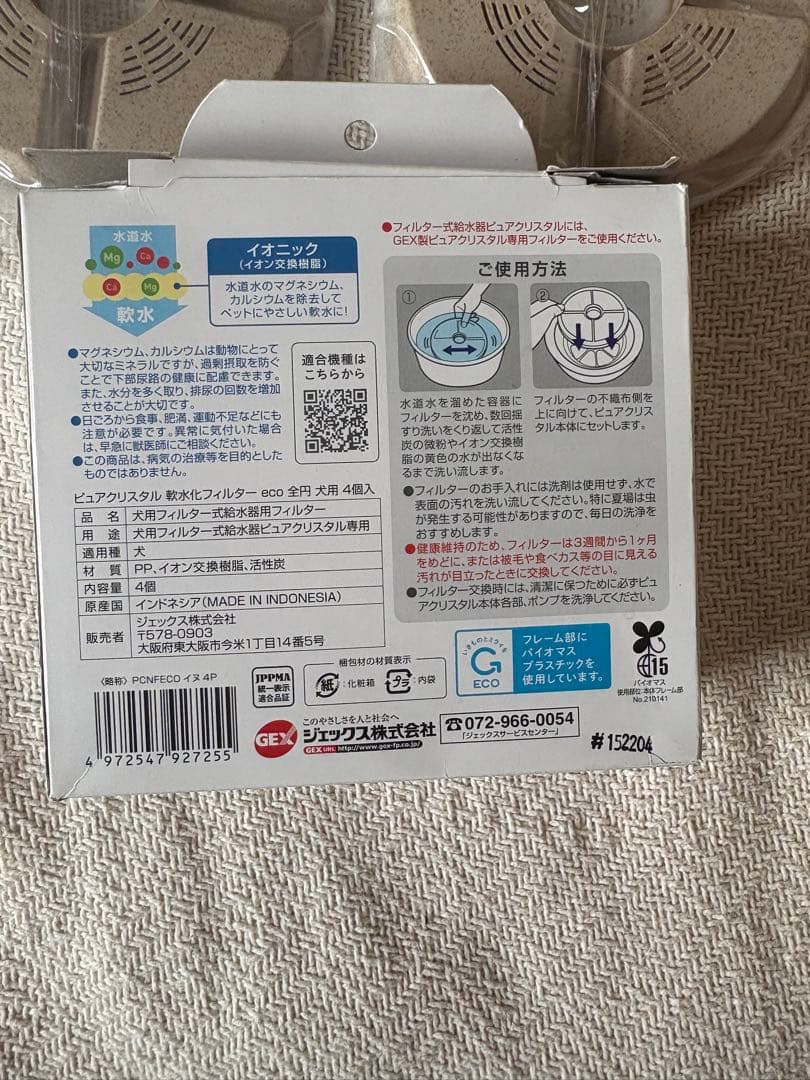 水道水
Mg
Ca
Ca
Mg
軟水
イオニック
(イオン交換樹脂)
水道水のマグネシウム、
カルシウムを除去して
ペットにやさしい軟水に!
●マグネシウム、カルシウムは動物にとって
大切なミネラルですが、過剰摂取を防ぐ
ことで下部尿路の健康に配慮できます。
また、水分を多く取り、排尿の回数を増加
させることが大切です。
●日ごろから食事、肥満、運動不足などにも
注意が必要です。異常に気付いた場合
は、早急に獣医師にご相談ください。
●この商品は、病気の治療等を目的とした
ものではありません。
適合機種は
こちらから
ピュアクリスタル 軟水化フィルター eco 全円 犬用 4個入
品 名 犬用フィルター式給水器用フィルター
用 途 犬用フィルター式給水器ピュアクリスタル専用
適用種 犬
材 質 PP、イオン交換樹脂、活性炭
内容量 4個
原産国 インドネシア(MADE IN INDONESIA)
販売者 ジェックス株式会社
〒578-0903
大阪府東大阪市今米1丁目14番5号
●フィルター式給水器ピュアクリスタルには、
GEX製ピュアクリスタル専用フィルターをご使用ください。
ご使用方法
①
②
水道水を溜めた容器に
フィルターを沈め、数回揺
すり洗いをくり返して活性
炭の微粉やイオン交換樹
脂の黄色の水が出なくな
るまで洗い流します。
フィルターの不織布側を
上に向けて、ピュアクリス
タル本体にセットします。
●フィルターのお手入れには洗剤は使用せず、水で
表面の汚れを洗い流してください。特に夏場は虫
が発生する可能性がありますので、毎日の洗浄を
おすすめします。
●健康維持のため、フィルターは3週間から1ヶ月
をめどに、または被毛や食べカス等の目に見える
汚れが目立ったときに交換してください。
●フィルター交換時には、清潔に保つために必ずピュ
アクリスタル本体各部、ポンプを洗浄してください。
〈略称〉PCNFECO イヌ 4P
4 972547 927255
JPPMA
統一表示
適合品証
梱包材の材質表示
紙 :化粧箱
プラ :内袋
このやさしさを人と社会へ
GEX ジェックス株式会社
GEX URL http://www.gex-fp.co.jp/
☎072-966-0054
「ジェックスサービスセンター」
いきものとミライを
ECO
フレーム部に
バイオマス
プラスチックを
使用しています。
15
バイオマス
使用部位:本体フレーム部
No.210141
#152204